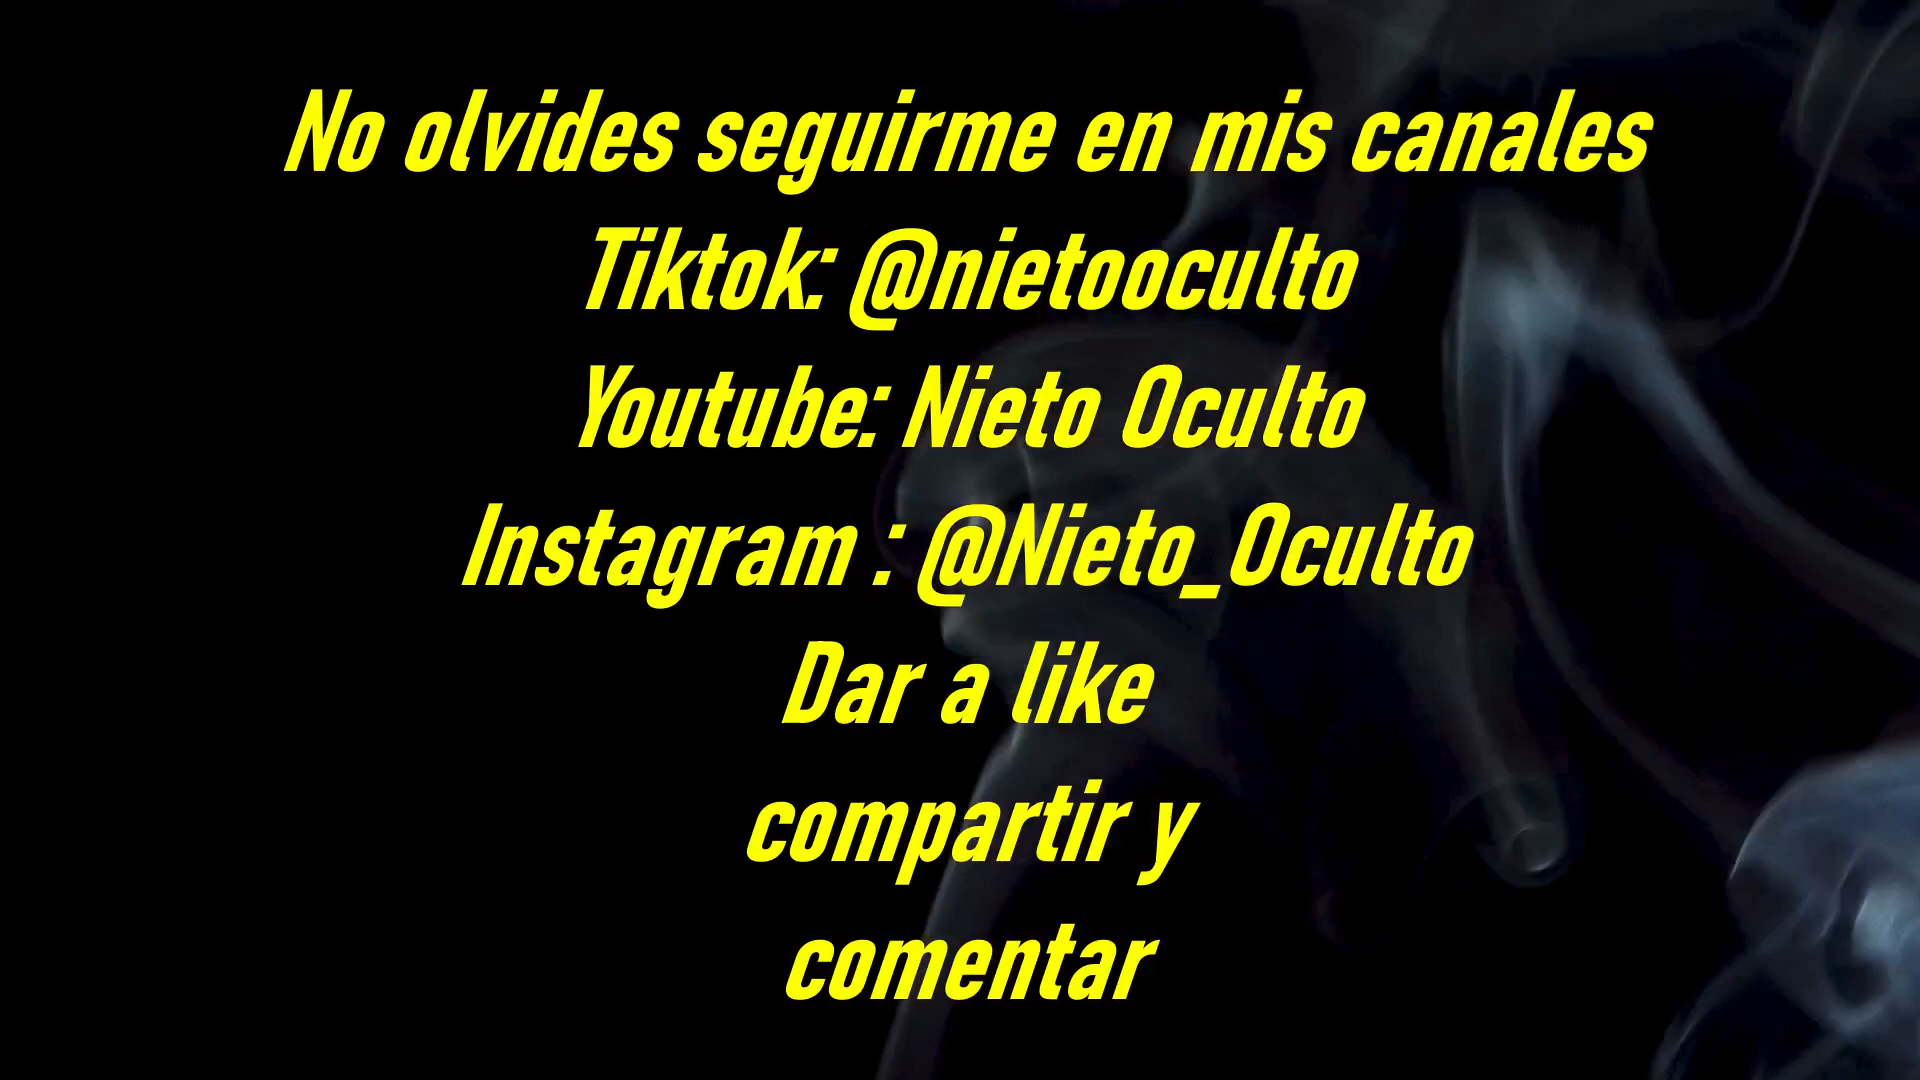 No olvides seguirme en mis canales
Tiktok: @nietooculto
Youtube: Nieto Oculto
Instagram : @Nieto_Oculto
Dar a like
compartir y
comentar